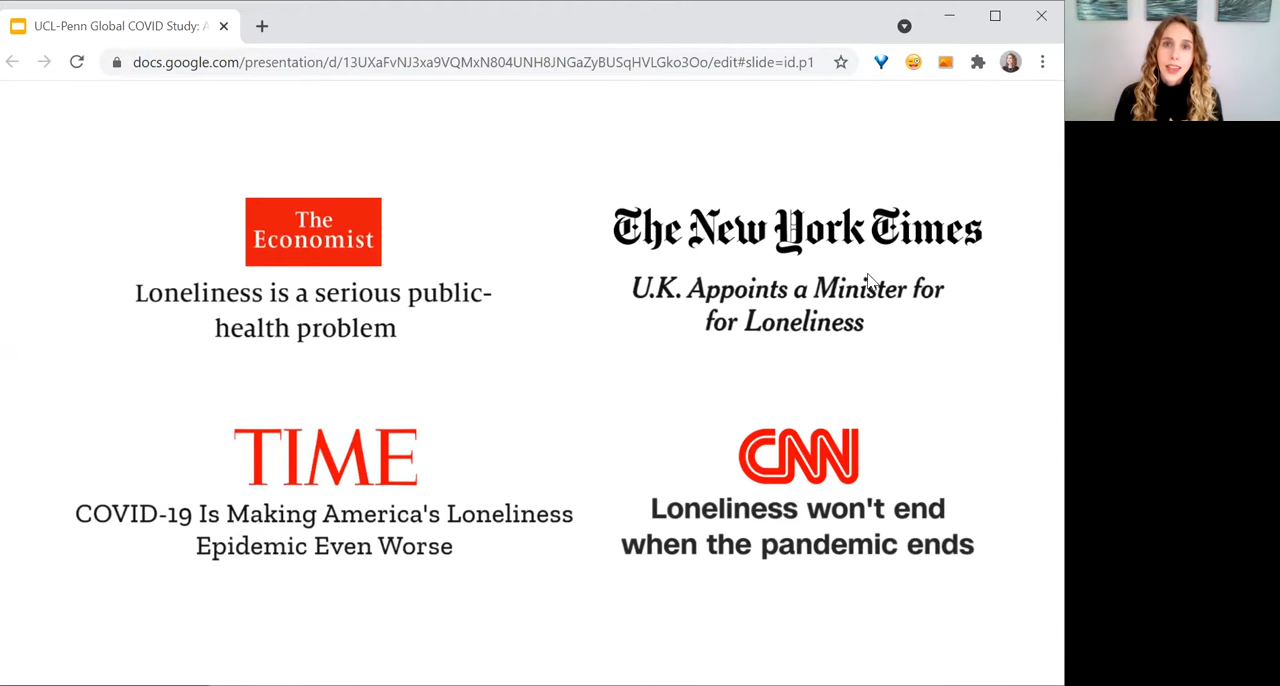 UCL-Penn Global COVID Study: A
docs.google.com/presentation/d/13UXaFvNJ3xa9VQMxN804UNH8JNGaZyBUSqHVLGko3Oo/edit#slide=id.p1
The
Economist
Loneliness is a serious public-
health problem
The New York Times
U.K. Appoints a Minister for
for Loneliness
TIME
COVID-19 Is Making America's Loneliness
Epidemic Even Worse
CNN
Loneliness won't end
when the pandemic ends